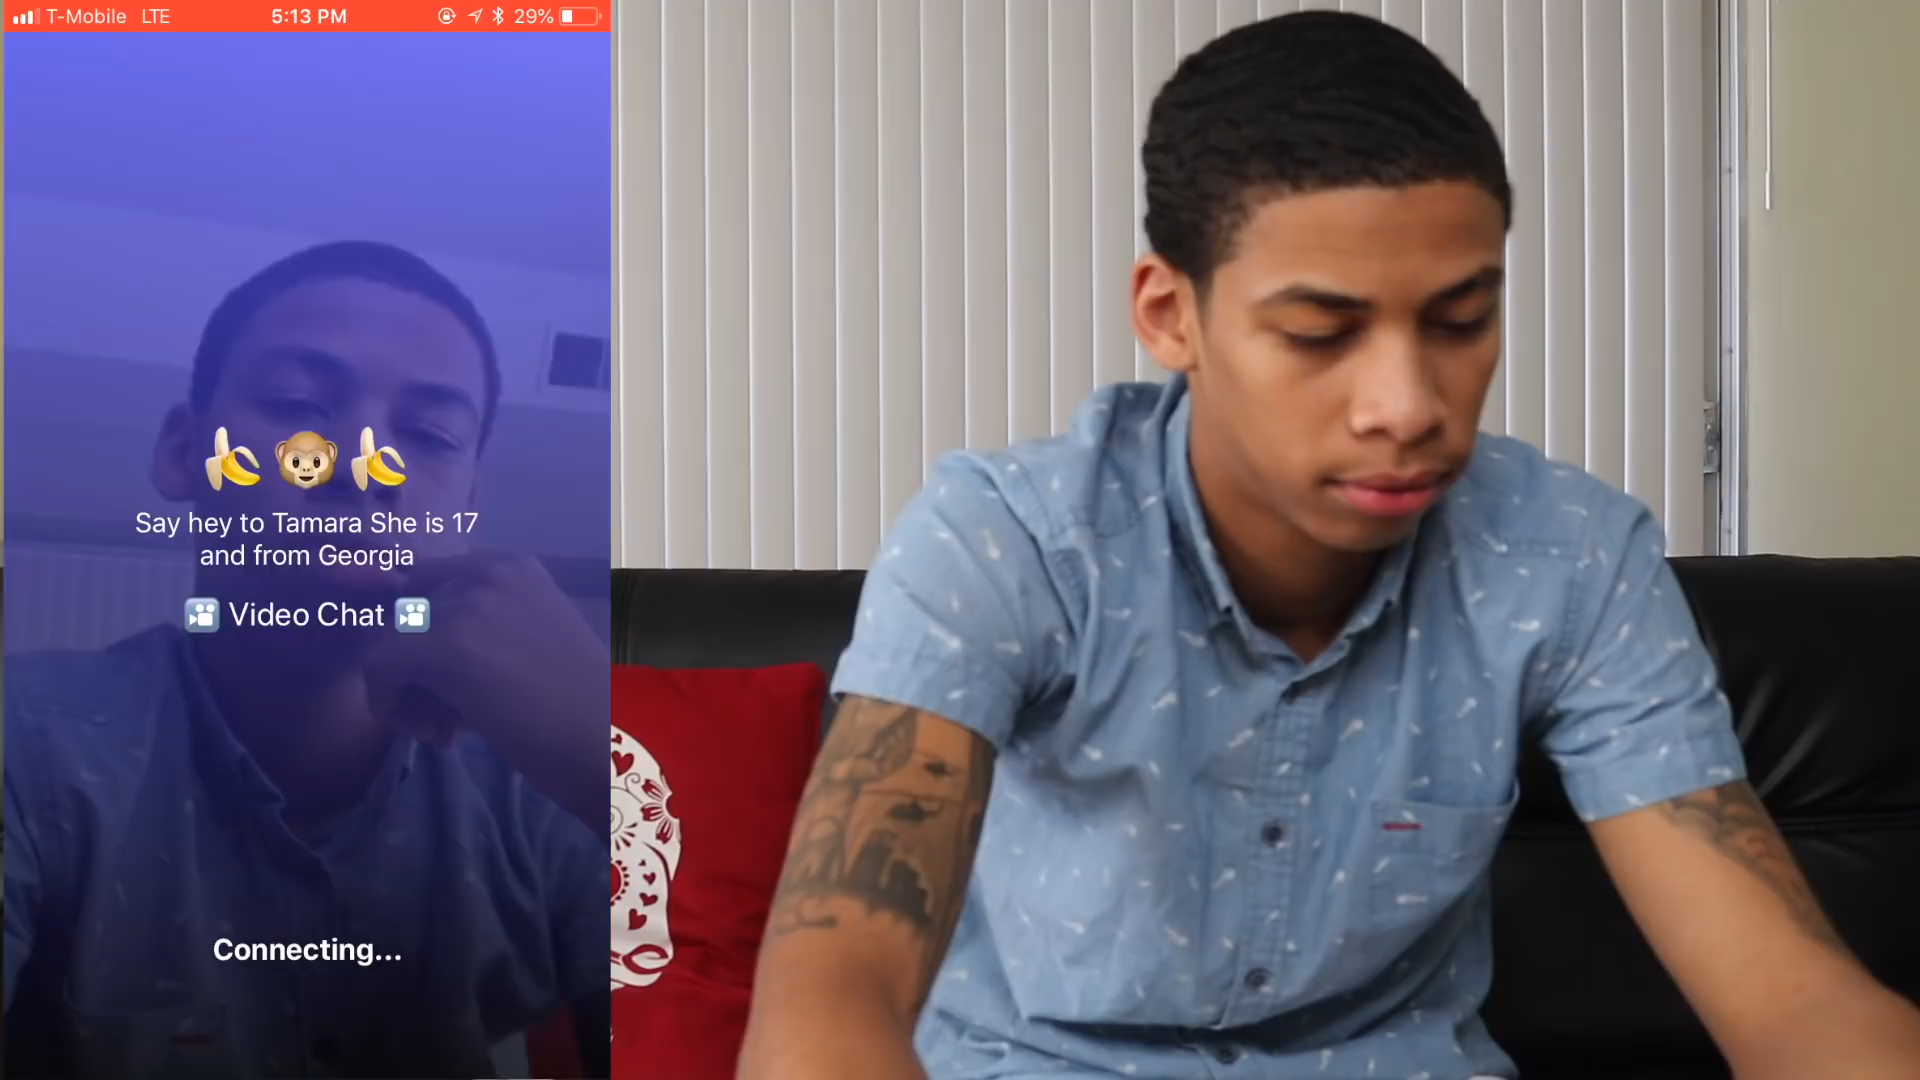 T-Mobile LTE 5:13 PM 29%
Say hey to Tamara She is 17
and from Georgia
Video Chat
Connecting...